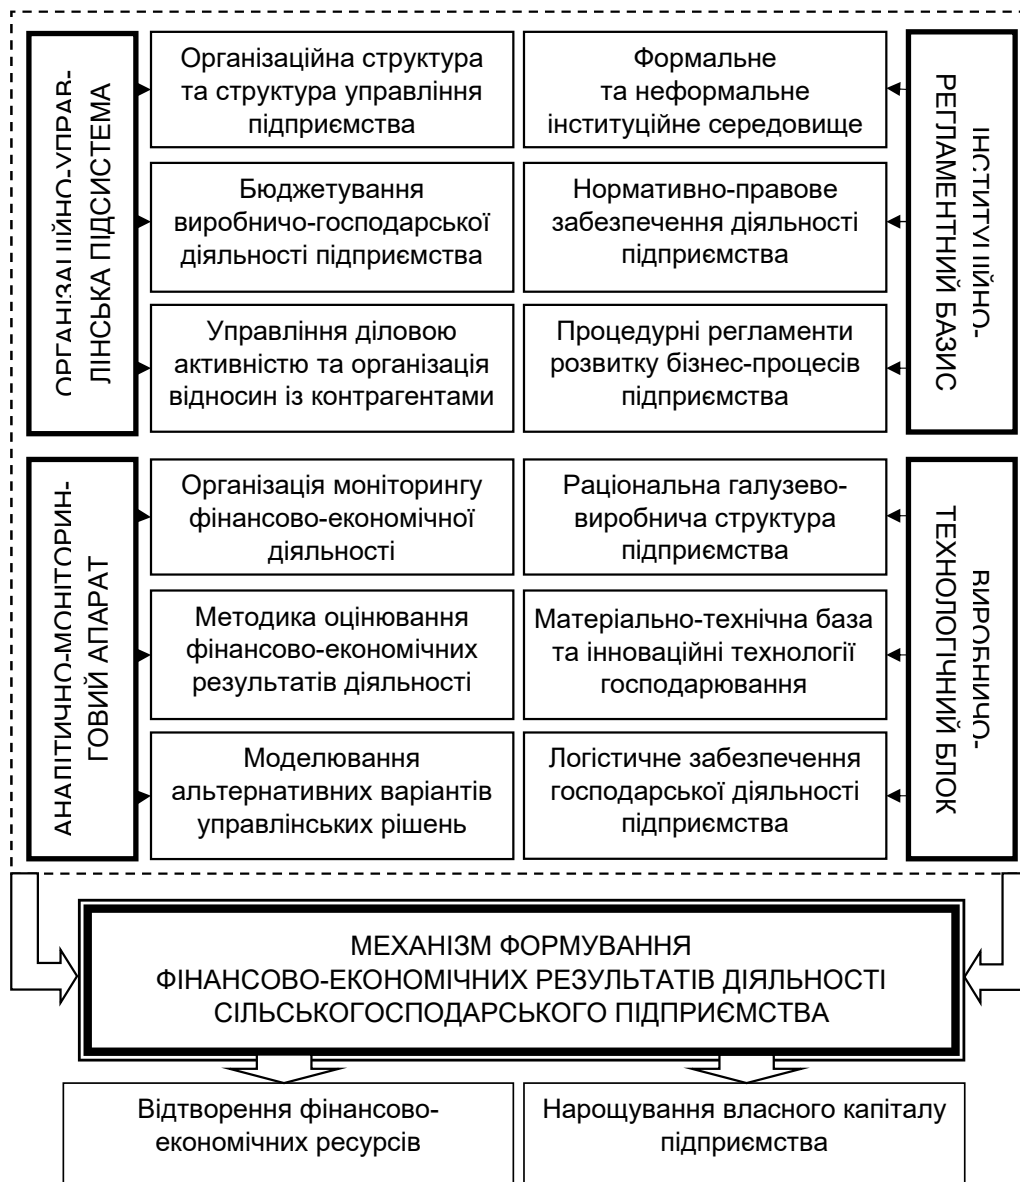 ОРГАНІЗАЦІЙНО-УПРАВ-
ЛІНСЬКА ПІДСИСТЕМА
Організаційна структура
та структура управління
підприємства
Бюджетування
виробничо-господарської
діяльності підприємства
Управління діловою
активністю та організація
відносин із контрагентами
Формальне
та неформальне
інституційне середовище
Нормативно-правове
забезпечення діяльності
підприємства
Процедурні регламенти
розвитку бізнес-процесів
підприємства
ІНСТИТУЦІЙНО-
РЕГЛАМЕНТНИЙ БАЗИС
АНАЛІТИЧНО-МОНІТОРИН-
ГОВИЙ АПАРАТ
Організація моніторингу
фінансово-економічної
діяльності
Методика оцінювання
фінансово-економічних
результатів діяльності
Моделювання
альтернативних варіантів
управлінських рішень
Раціональна галузево-
виробнича структура
підприємства
Матеріально-технічна база
та інноваційні технології
господарювання
Логістичне забезпечення
господарської діяльності
підприємства
ВИРОБНИЧО-
ТЕХНОЛОГІЧНИЙ БЛОК
МЕХАНІЗМ ФОРМУВАННЯ
ФІНАНСОВО-ЕКОНОМІЧНИХ РЕЗУЛЬТАТІВ ДІЯЛЬНОСТІ
СІЛЬСЬКОГОСПОДАРСЬКОГО ПІДПРИЄМСТВА
Відтворення фінансово-
економічних ресурсів
Нарощування власного капіталу
підприємства